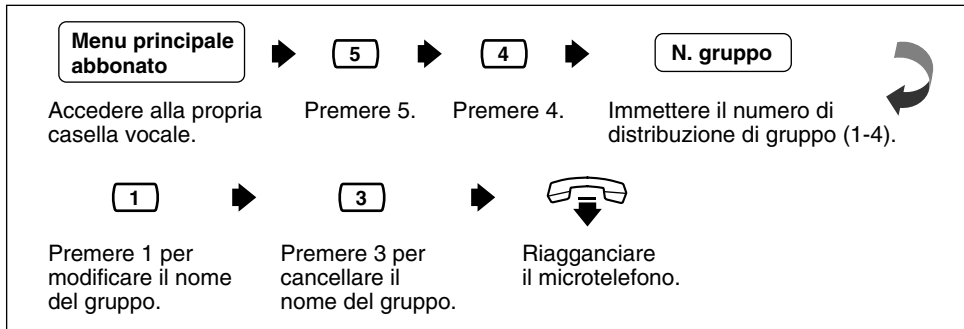 Menu principale
abbonato
5
4
N. gruppo
Accedere alla propria
casella vocale.
Premere 5.
Premere 4.
Immettere il numero di
distribuzione di gruppo (1-4).
1
3
Premere 1 per
modificare il nome
del gruppo.
Premere 3 per
cancellare il
nome del gruppo.
Riagganciare
il microtelefono.